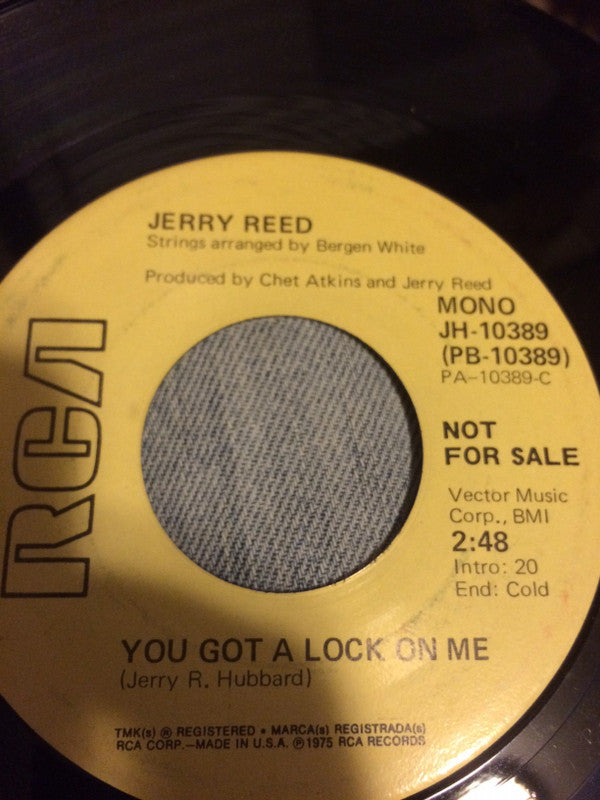 JERRY REED
Strings arranged by Bergen White
Produced by Chet Atkins and Jerry Reed
MONO
JH-10389
(PB-10389)
PA-10389-C
NOT
FOR SALE
Vector Music
Corp., BMI
2:48
Intro: 20
End: Cold
RCA
YOU GOT A LOCK ON ME
(Jerry R. Hubbard)
TMK(s) ® REGISTERED • MARCA(s) REGISTRADA(s)
RCA CORP.—MADE IN U.S.A. ℗ 1975 RCA RECORDS